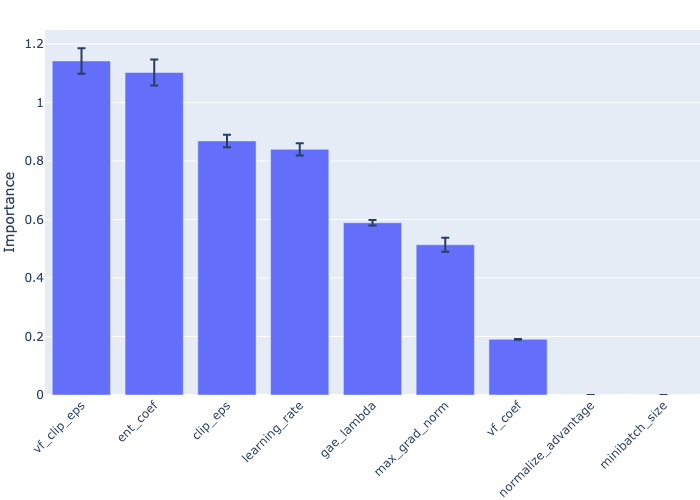 Importance
1.2
1
0.8
0.6
0.4
0.2
0
vf_clip_eps
ent_coef
clip_eps
learning_rate
gae_lambda
max_grad_norm
vf_coef
normalize_advantage
minibatch_size